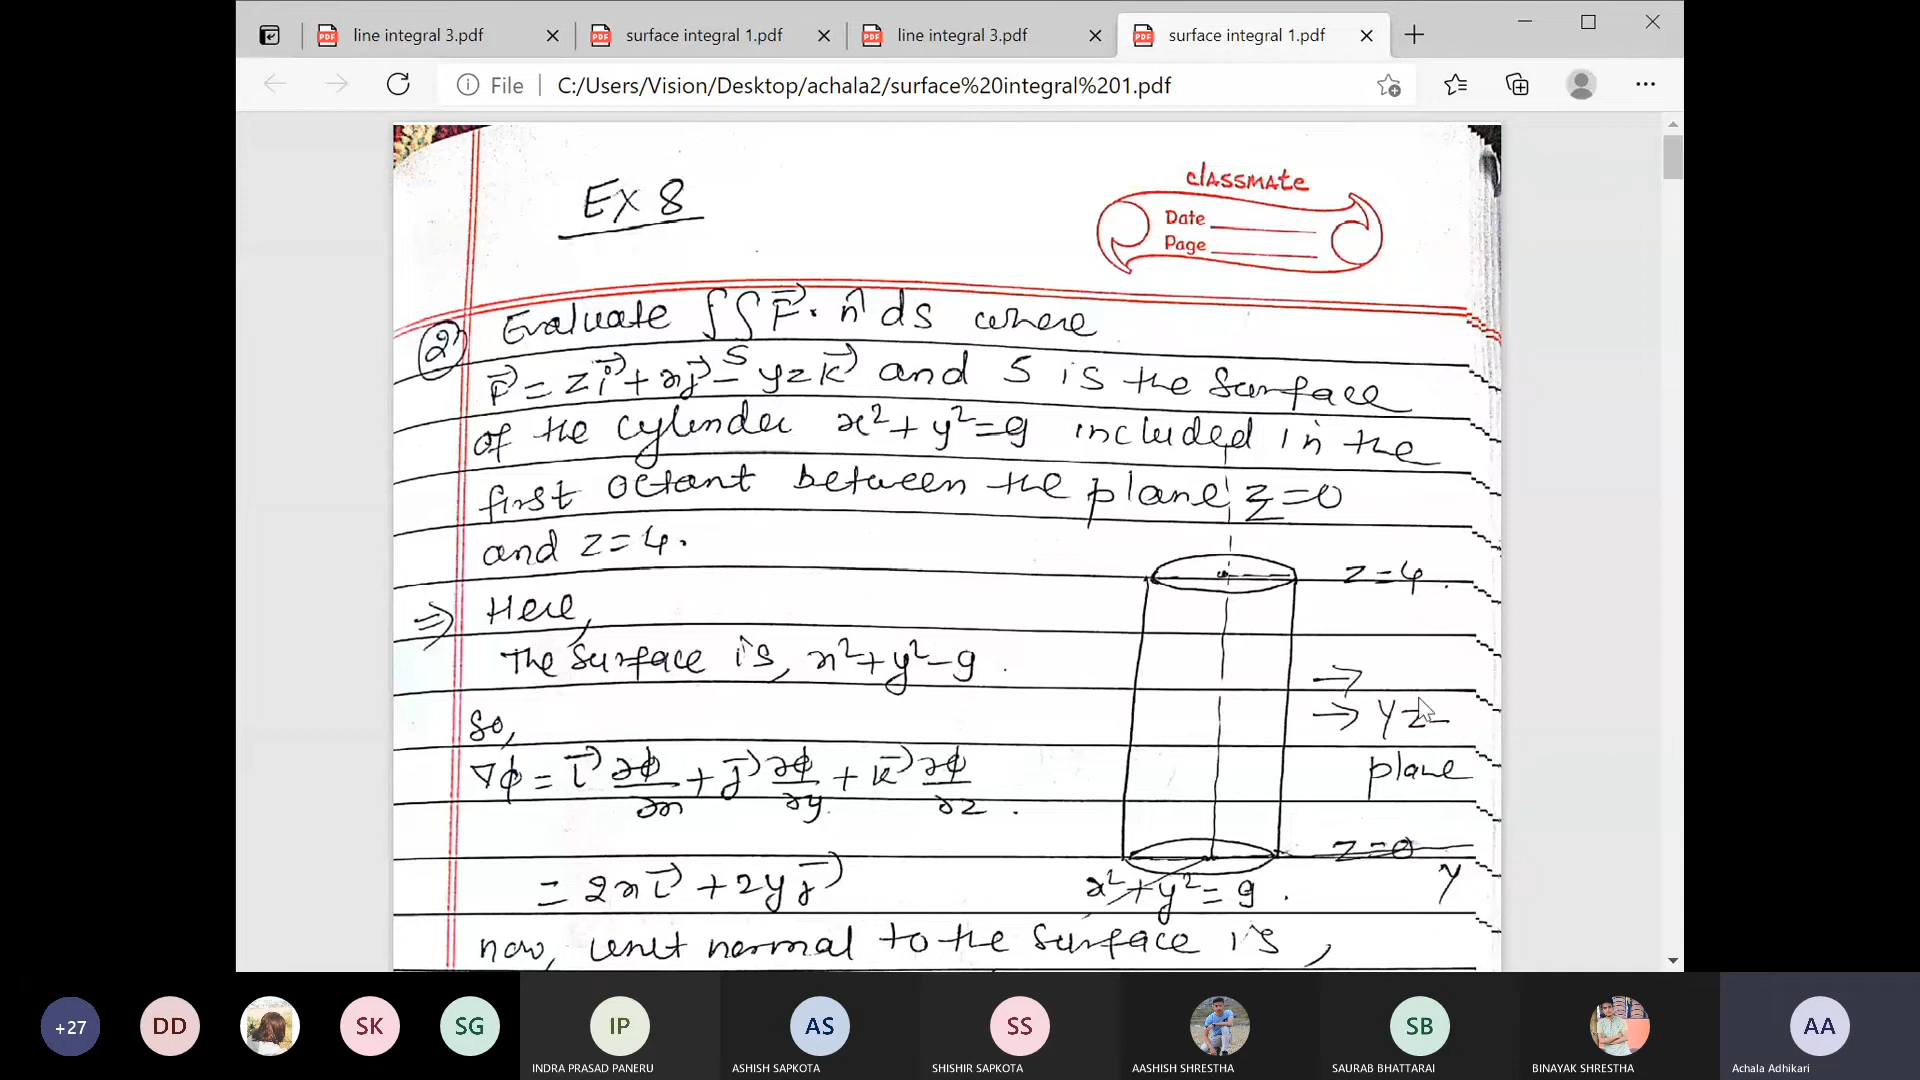 line integral 3.pdf
surface integral 1.pdf
line integral 3.pdf
surface integral 1.pdf
File
C:/Users/Vision/Desktop/achala2/surface%20integral%201.pdf
classmate
Date
Page
EX 8
② Evaluate ∫∫ F⃗ · n̂ ds where
S
F⃗ = zi⃗ + xj⃗ - yzk⃗ and S is the surface
of the cylinder x² + y² = 9 included in the
first octant between the plane z=0
and z=4.
z=4
⇒ Here,
The surface is, x² + y² - 9
So,
→ yz
plane
∇φ = i⃗ ∂φ/∂x + j⃗ ∂φ/∂y + k⃗ ∂φ/∂z
z=0
y
= 2xi⃗ + 2yj⃗
x² + y² = 9
now, unit normal to the surface is,
+27
DD
SK
SG
IP
INDRA PRASAD PANERU
AS
ASHISH SAPKOTA
SS
SHISHIR SAPKOTA
AASHISH SHRESTHA
SB
SAURAB BHATTARAI
BINAYAK SHRESTHA
AA
Achala Adhikari